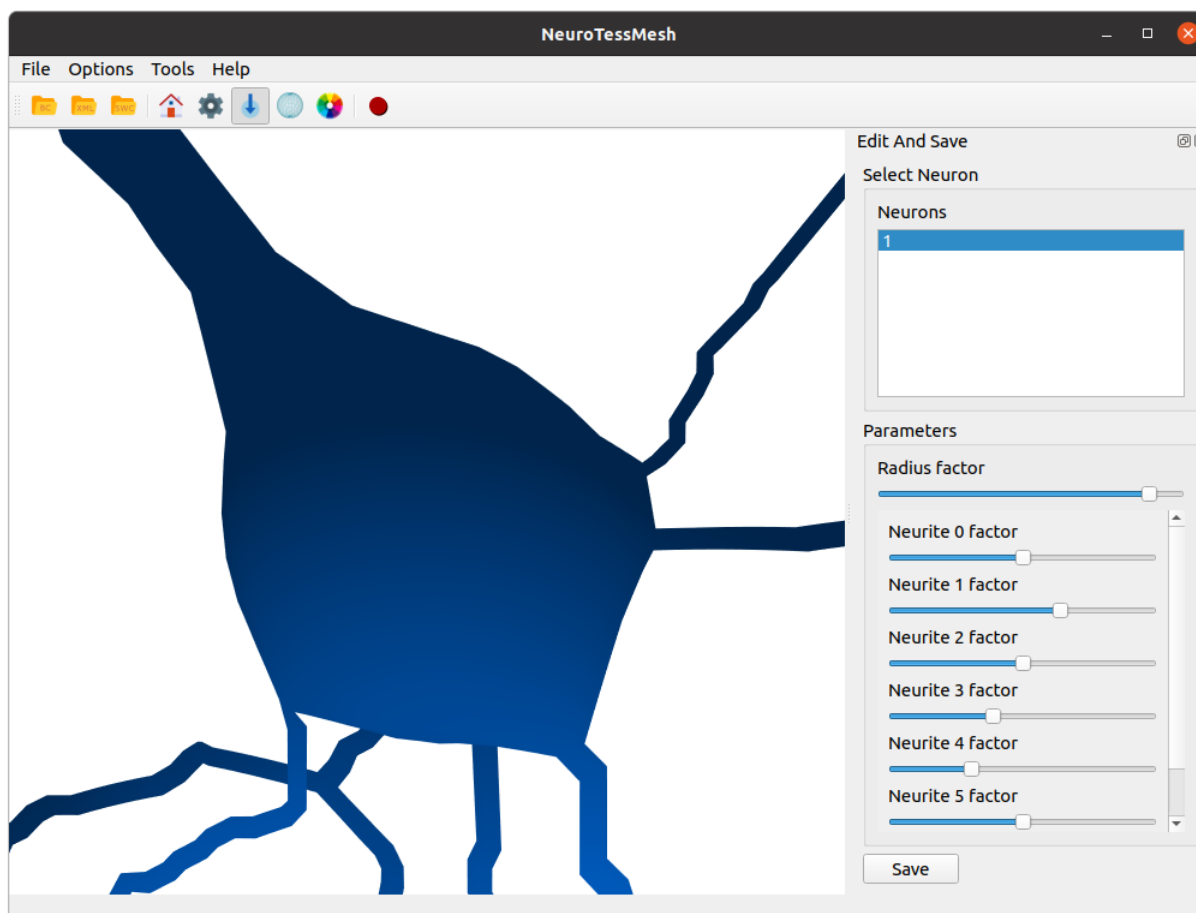 NeuroTessMesh
File Options Tools Help
BC XML SWC
Edit And Save
Select Neuron
Neurons
1
Parameters
Radius factor
Neurite 0 factor
Neurite 1 factor
Neurite 2 factor
Neurite 3 factor
Neurite 4 factor
Neurite 5 factor
Save